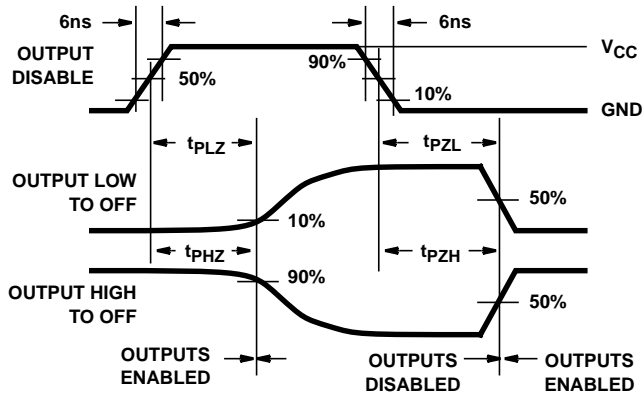 6ns
6ns
OUTPUT
DISABLE
90%
50%
10%
VCC
GND
tPLZ
tPZL
OUTPUT LOW
TO OFF
10%
50%
tPHZ
tPZH
OUTPUT HIGH
TO OFF
90%
50%
OUTPUTS
ENABLED
OUTPUTS
DISABLED
OUTPUTS
ENABLED